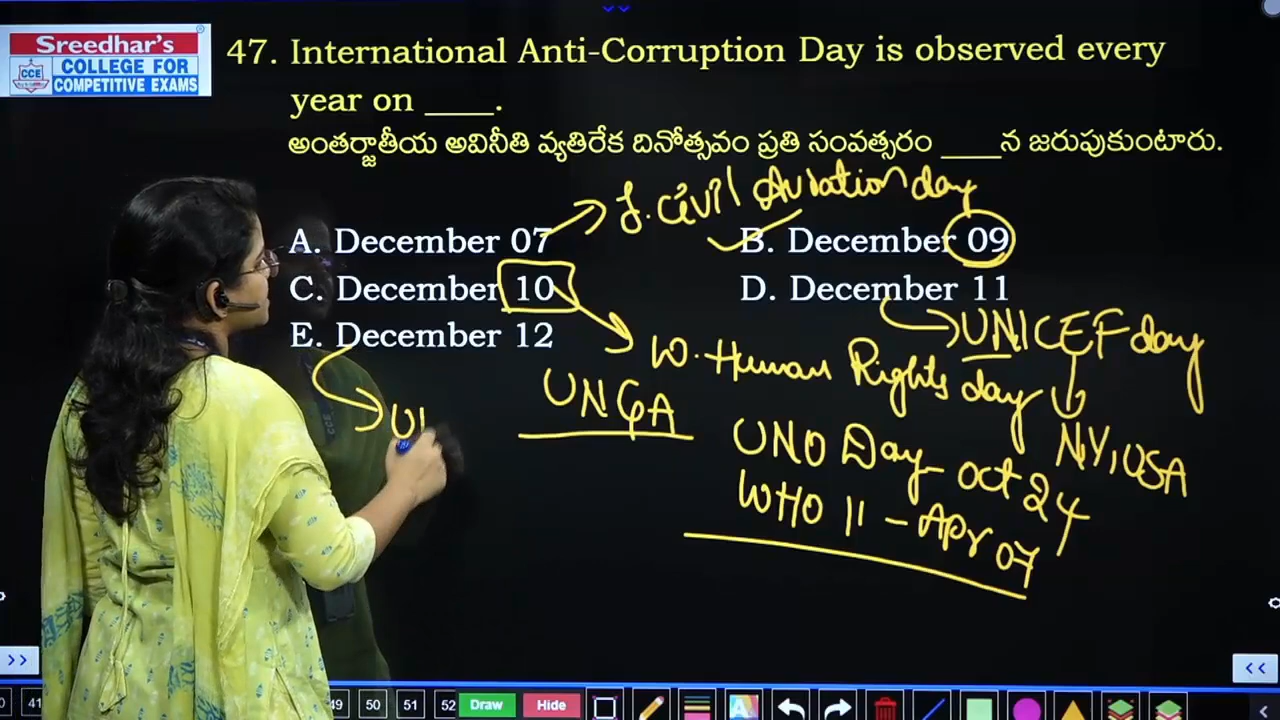 Sreedhar's
CCE
COLLEGE FOR
COMPETITIVE EXAMS
47. International Anti-Corruption Day is observed every
year on ____.
అంతర్జాతీయ అవినీతి వ్యతిరేక దినోత్సవం ప్రతి సంవత్సరం ____న జరుపుకుంటారు.
I. Civil Aviation day
A. December 07
B. December 09
C. December 10
D. December 11
UNICEF day
E. December 12
W. Human Rights day
UNGA
NY, USA
UNO Day - Oct 24
WHO 11 - Apr 07
>>
<<
41
49 50 51 52 Draw Hide